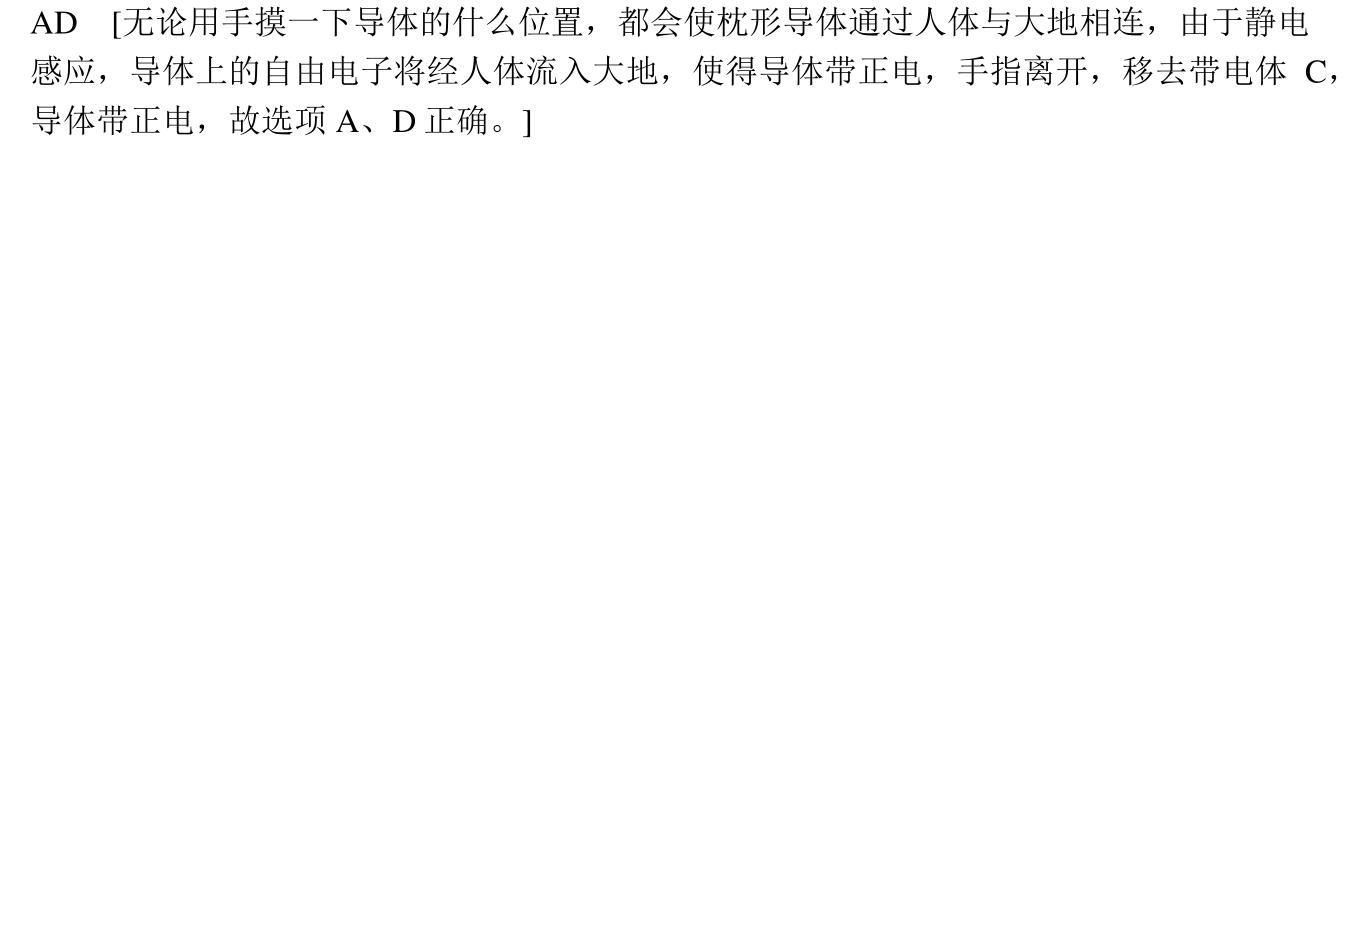 AD　[无论用手摸一下导体的什么位置，都会使枕形导体通过人体与大地相连，由于静电
感应，导体上的自由电子将经人体流入大地，使得导体带正电，手指离开，移去带电体 C，
导体带正电，故选项 A、D 正确。]